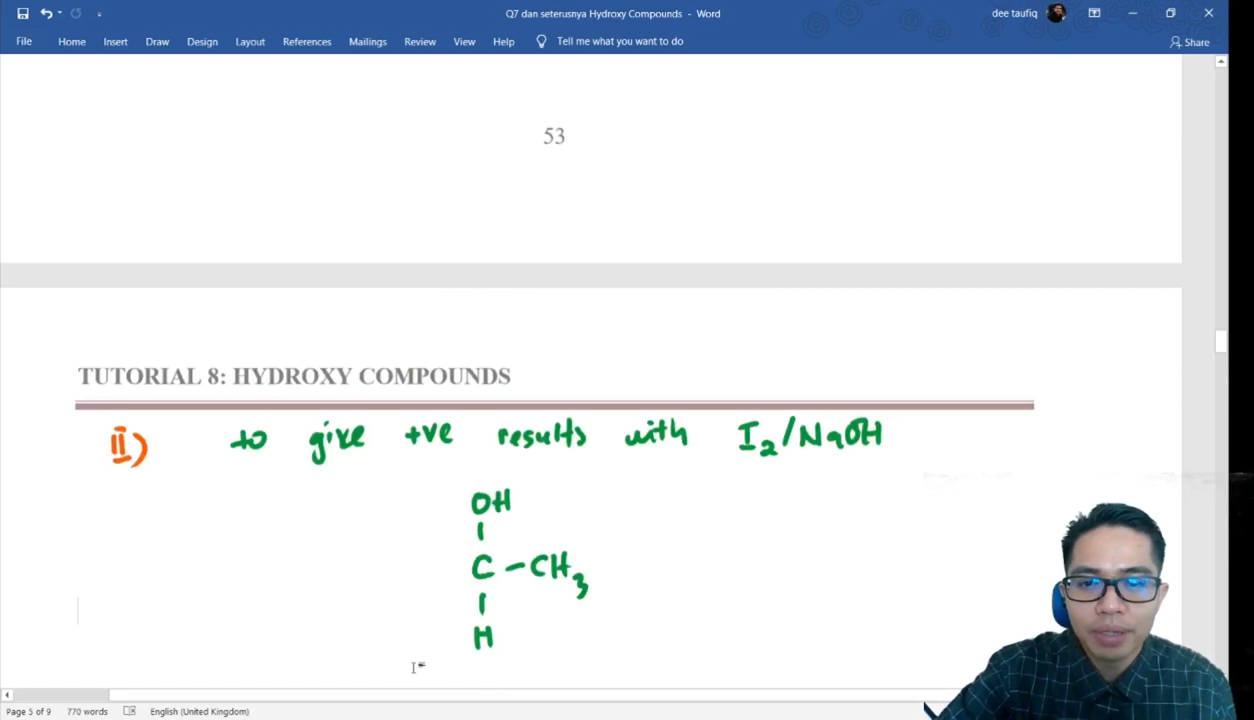 Q7 dan seterusnya Hydroxy Compounds - Word
dee taufiq
File Home Insert Draw Design Layout References Mailings Review View Help Tell me what you want to do Share
53
TUTORIAL 8: HYDROXY COMPOUNDS
II) to give +ve results with I₂/NaOH
OH
C - CH₃
H
Page 5 of 9 770 words English (United Kingdom)